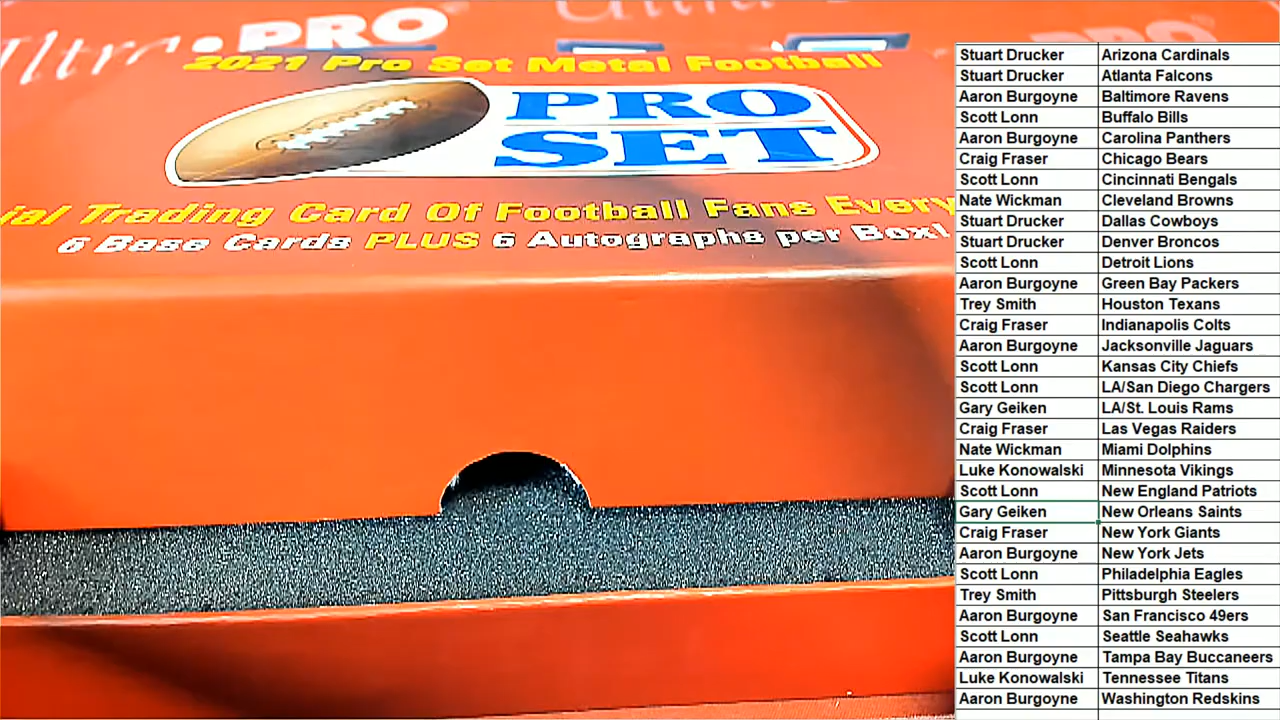 Ultra•PRO Ultra PRO
2021 Pro Set Metal Football
PRO
SET
ial Trading Card Of Football Fans Every
6 Base Cards PLUS 6 Autographs per Box!
Stuart Drucker Arizona Cardinals
Stuart Drucker Atlanta Falcons
Aaron Burgoyne Baltimore Ravens
Scott Lonn Buffalo Bills
Aaron Burgoyne Carolina Panthers
Craig Fraser Chicago Bears
Scott Lonn Cincinnati Bengals
Nate Wickman Cleveland Browns
Stuart Drucker Dallas Cowboys
Stuart Drucker Denver Broncos
Scott Lonn Detroit Lions
Aaron Burgoyne Green Bay Packers
Trey Smith Houston Texans
Craig Fraser Indianapolis Colts
Aaron Burgoyne Jacksonville Jaguars
Scott Lonn Kansas City Chiefs
Scott Lonn LA/San Diego Chargers
Gary Geiken LA/St. Louis Rams
Craig Fraser Las Vegas Raiders
Nate Wickman Miami Dolphins
Luke Konowalski Minnesota Vikings
Scott Lonn New England Patriots
Gary Geiken New Orleans Saints
Craig Fraser New York Giants
Aaron Burgoyne New York Jets
Scott Lonn Philadelphia Eagles
Trey Smith Pittsburgh Steelers
Aaron Burgoyne San Francisco 49ers
Scott Lonn Seattle Seahawks
Aaron Burgoyne Tampa Bay Buccaneers
Luke Konowalski Tennessee Titans
Aaron Burgoyne Washington Redskins